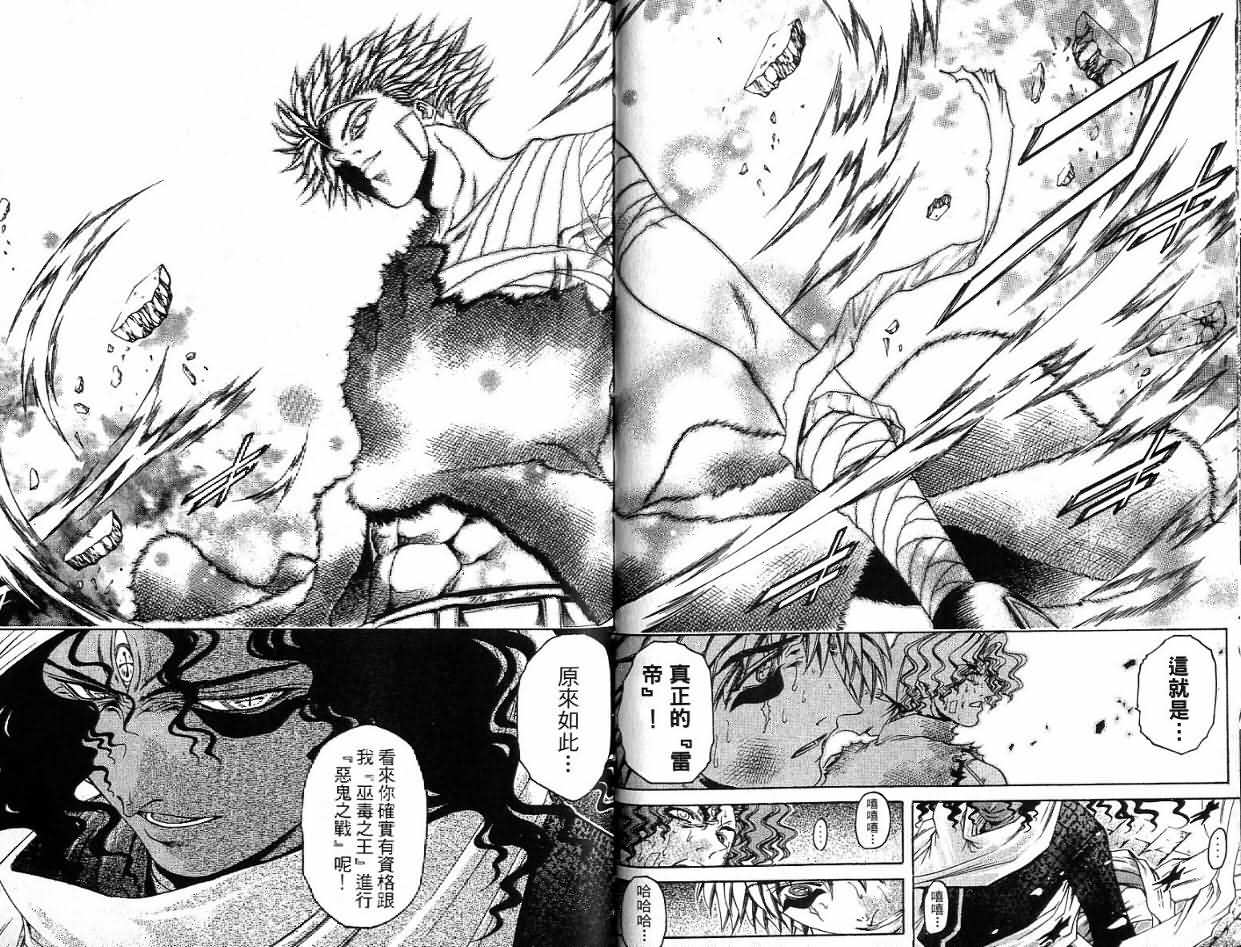 這就是…
真正的『雷
帝』！
…
嘻嘻…
嘻嘻嘻…
…
哈哈哈…
原來如此…
看來你確實有資格跟
我『巫毒之王』進行
『惡鬼之戰』呢！